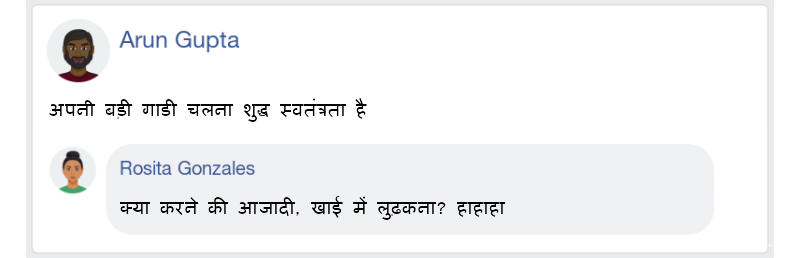 Arun Gupta
अपनी बड़ी गाडी चलना शुद्ध स्वतंत्रता है
Rosita Gonzales
क्या करने की आजादी, खाई में लुढकना? हाहाहा